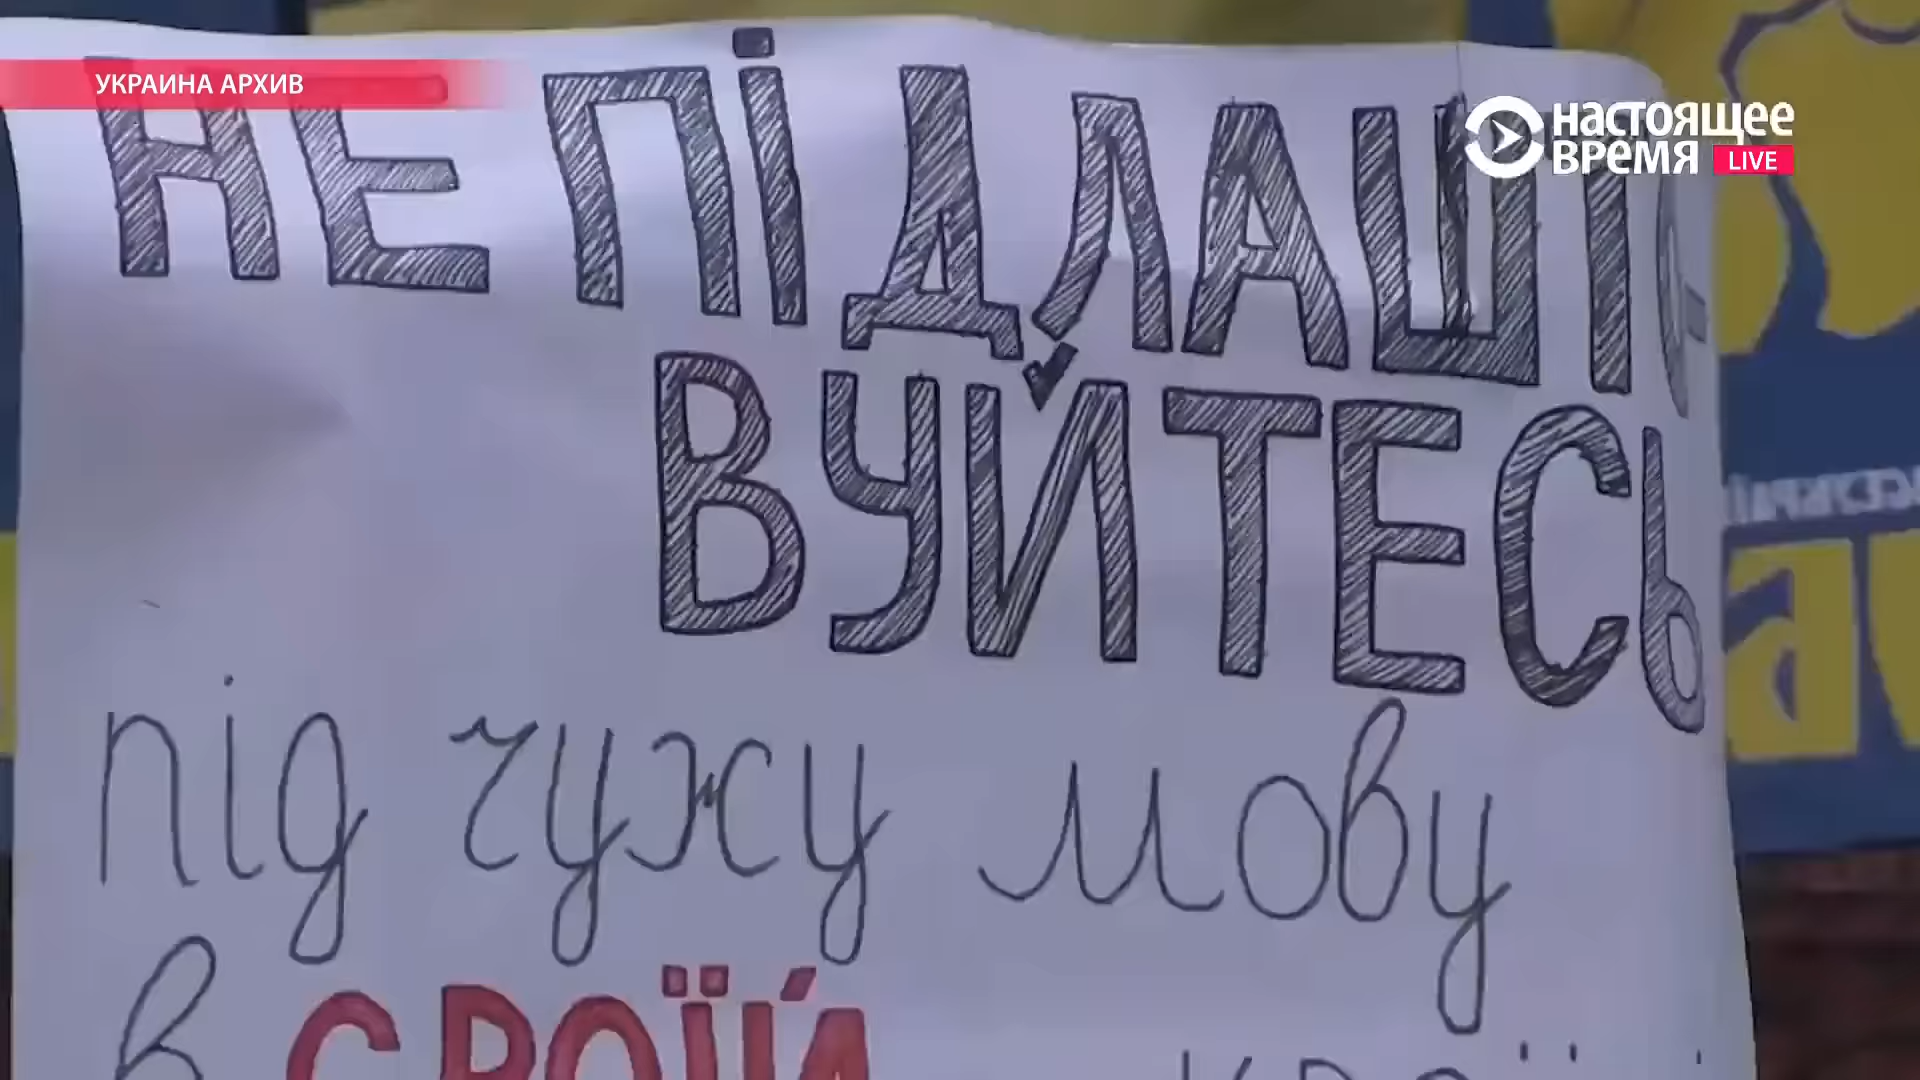 УКРАИНА АРХИВ
НАСТОЯЩЕЕ
ВРЕМЯ LIVE
НЕ ПІДЛАШТО-
ВУЙТЕСЬ
під чужу мову
в СВОЇЙ